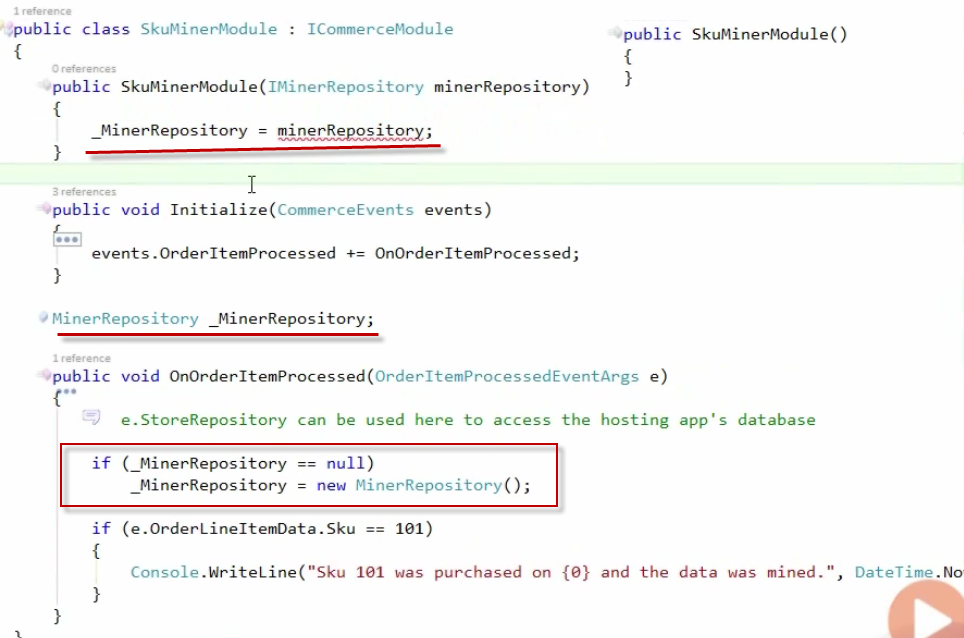 1 reference
public class SkuMinerModule : ICommerceModule
{
0 references
public SkuMinerModule(IMinerRepository minerRepository)
{
_MinerRepository = minerRepository;
}
public SkuMinerModule()
{
}
3 references
public void Initialize(CommerceEvents events)
{
events.OrderItemProcessed += OnOrderItemProcessed;
}
MinerRepository _MinerRepository;
1 reference
public void OnOrderItemProcessed(OrderItemProcessedEventArgs e)
{
e.StoreRepository can be used here to access the hosting app's database
if (_MinerRepository == null)
_MinerRepository = new MinerRepository();
if (e.OrderLineItemData.Sku == 101)
{
Console.WriteLine("Sku 101 was purchased on {0} and the data was mined.", DateTime.No
}
}
}